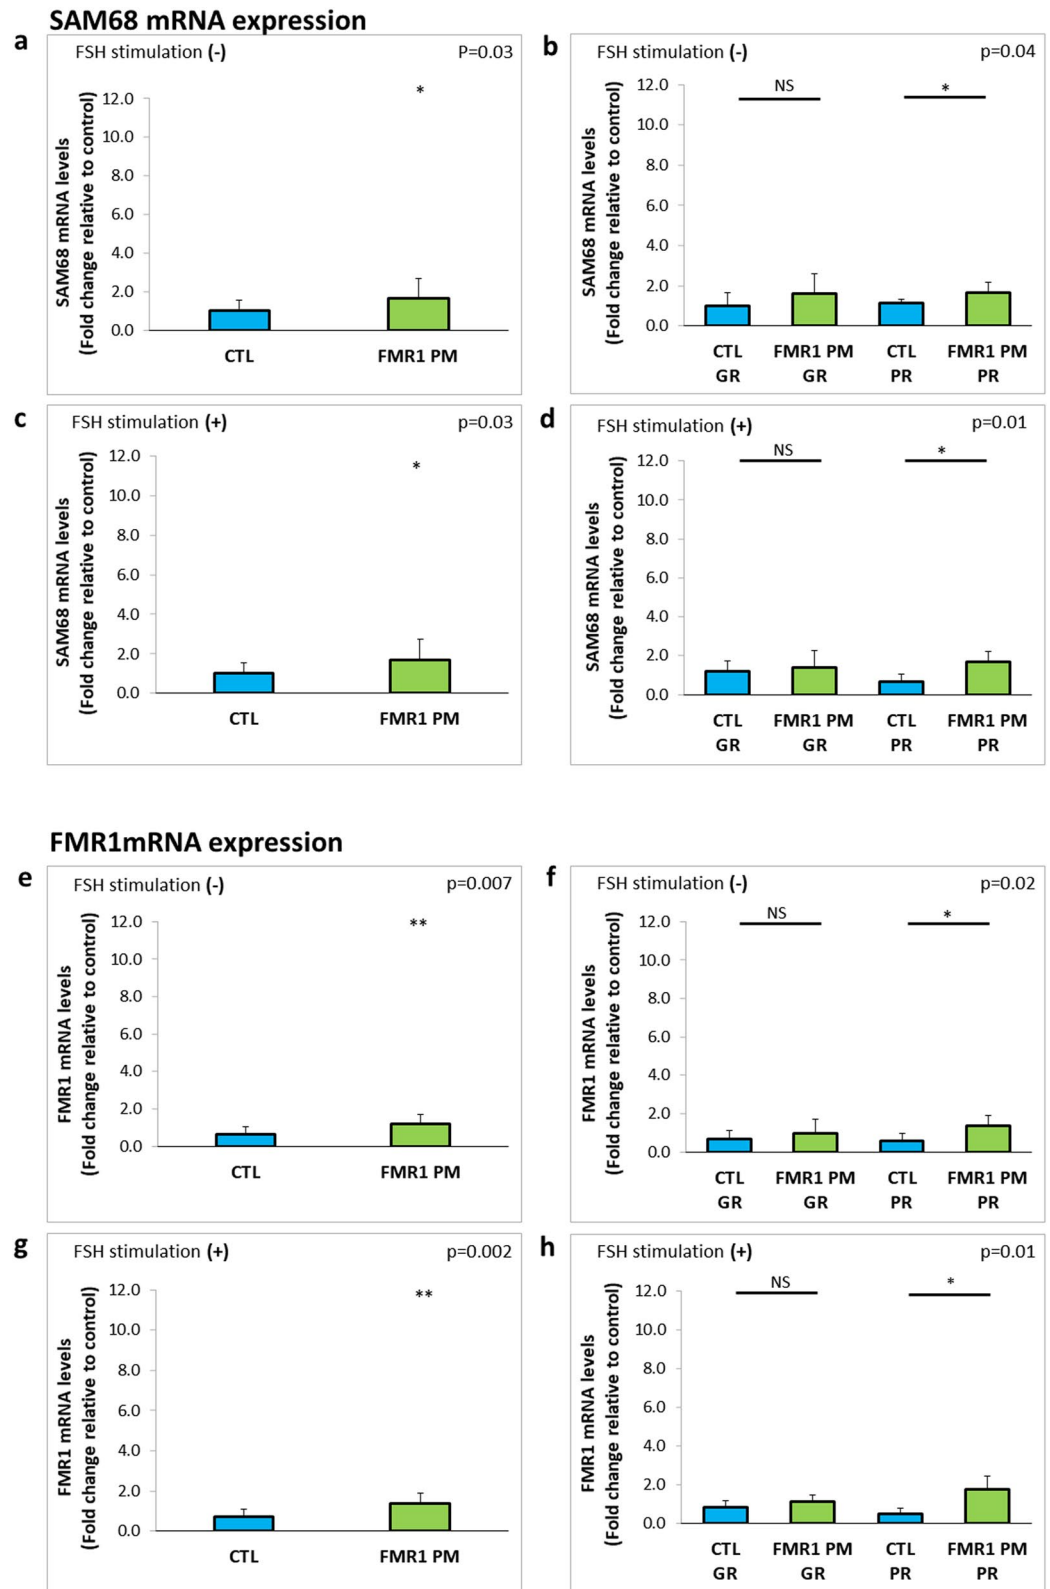 SAM68 mRNA expression
a
FSH stimulation (-)
P=0.03
*
SAM68 mRNA levels
(Fold change relative to control)
12.0
10.0
8.0
6.0
4.0
2.0
0.0
CTL
FMR1 PM
b
FSH stimulation (-)
p=0.04
NS
*
SAM68 mRNA levels
(Fold change relative to control)
12.0
10.0
8.0
6.0
4.0
2.0
0.0
CTL FMR1 PM CTL FMR1 PM
GR GR PR PR
c
FSH stimulation (+)
p=0.03
*
SAM68 mRNA levels
(Fold change relative to control)
12.0
10.0
8.0
6.0
4.0
2.0
0.0
CTL
FMR1 PM
d
FSH stimulation (+)
p=0.01
NS
*
SAM68 mRNA levels
(Fold change relative to control)
12.0
10.0
8.0
6.0
4.0
2.0
0.0
CTL FMR1 PM CTL FMR1 PM
GR GR PR PR
FMR1mRNA expression
e
FSH stimulation (-)
p=0.007
**
FMR1 mRNA levels
(Fold change relative to control)
12.0
10.0
8.0
6.0
4.0
2.0
0.0
CTL
FMR1 PM
f
FSH stimulation (-)
p=0.02
NS
*
FMR1 mRNA levels
(Fold change relative to control)
12.0
10.0
8.0
6.0
4.0
2.0
0.0
CTL FMR1 PM CTL FMR1 PM
GR GR PR PR
g
FSH stimulation (+)
p=0.002
**
FMR1 mRNA levels
(Fold change relative to control)
12.0
10.0
8.0
6.0
4.0
2.0
0.0
CTL
FMR1 PM
h
FSH stimulation (+)
p=0.01
NS
*
FMR1 mRNA levels
(Fold change relative to control)
12.0
10.0
8.0
6.0
4.0
2.0
0.0
CTL FMR1 PM CTL FMR1 PM
GR GR PR PR